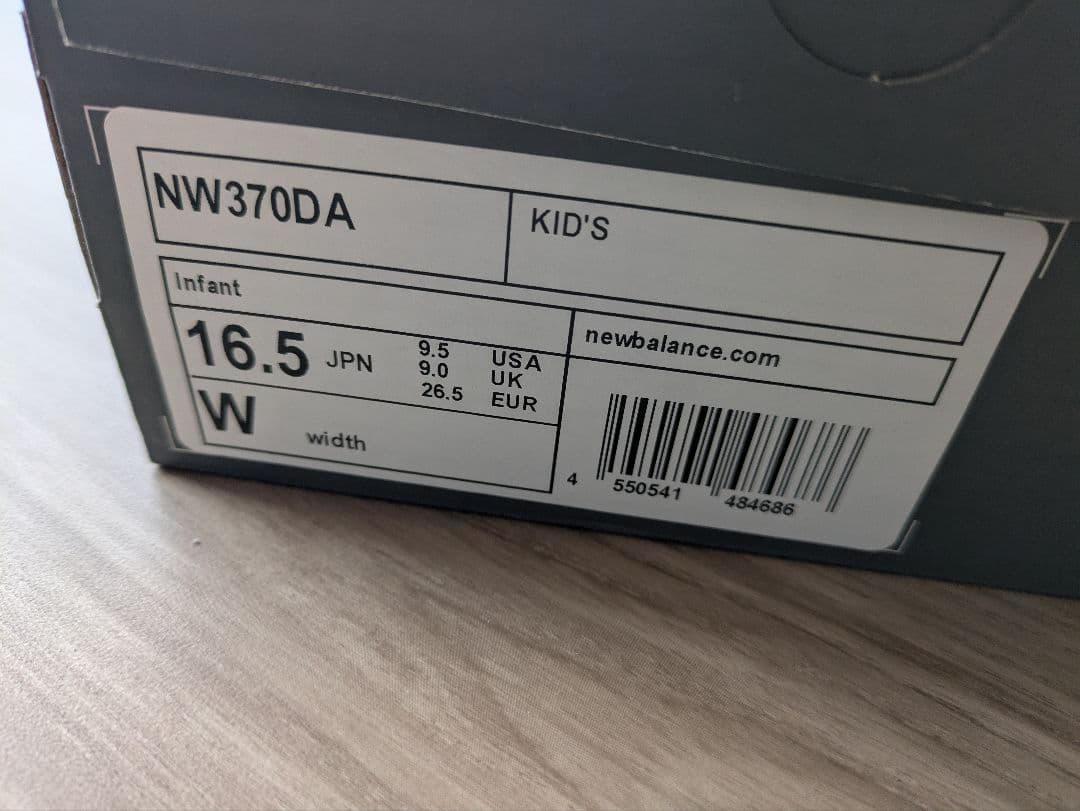 NW370DA
KID'S
Infant
16.5 JPN
9.5 USA
9.0 UK
26.5 EUR
W width
newbalance.com
4 550541 484686